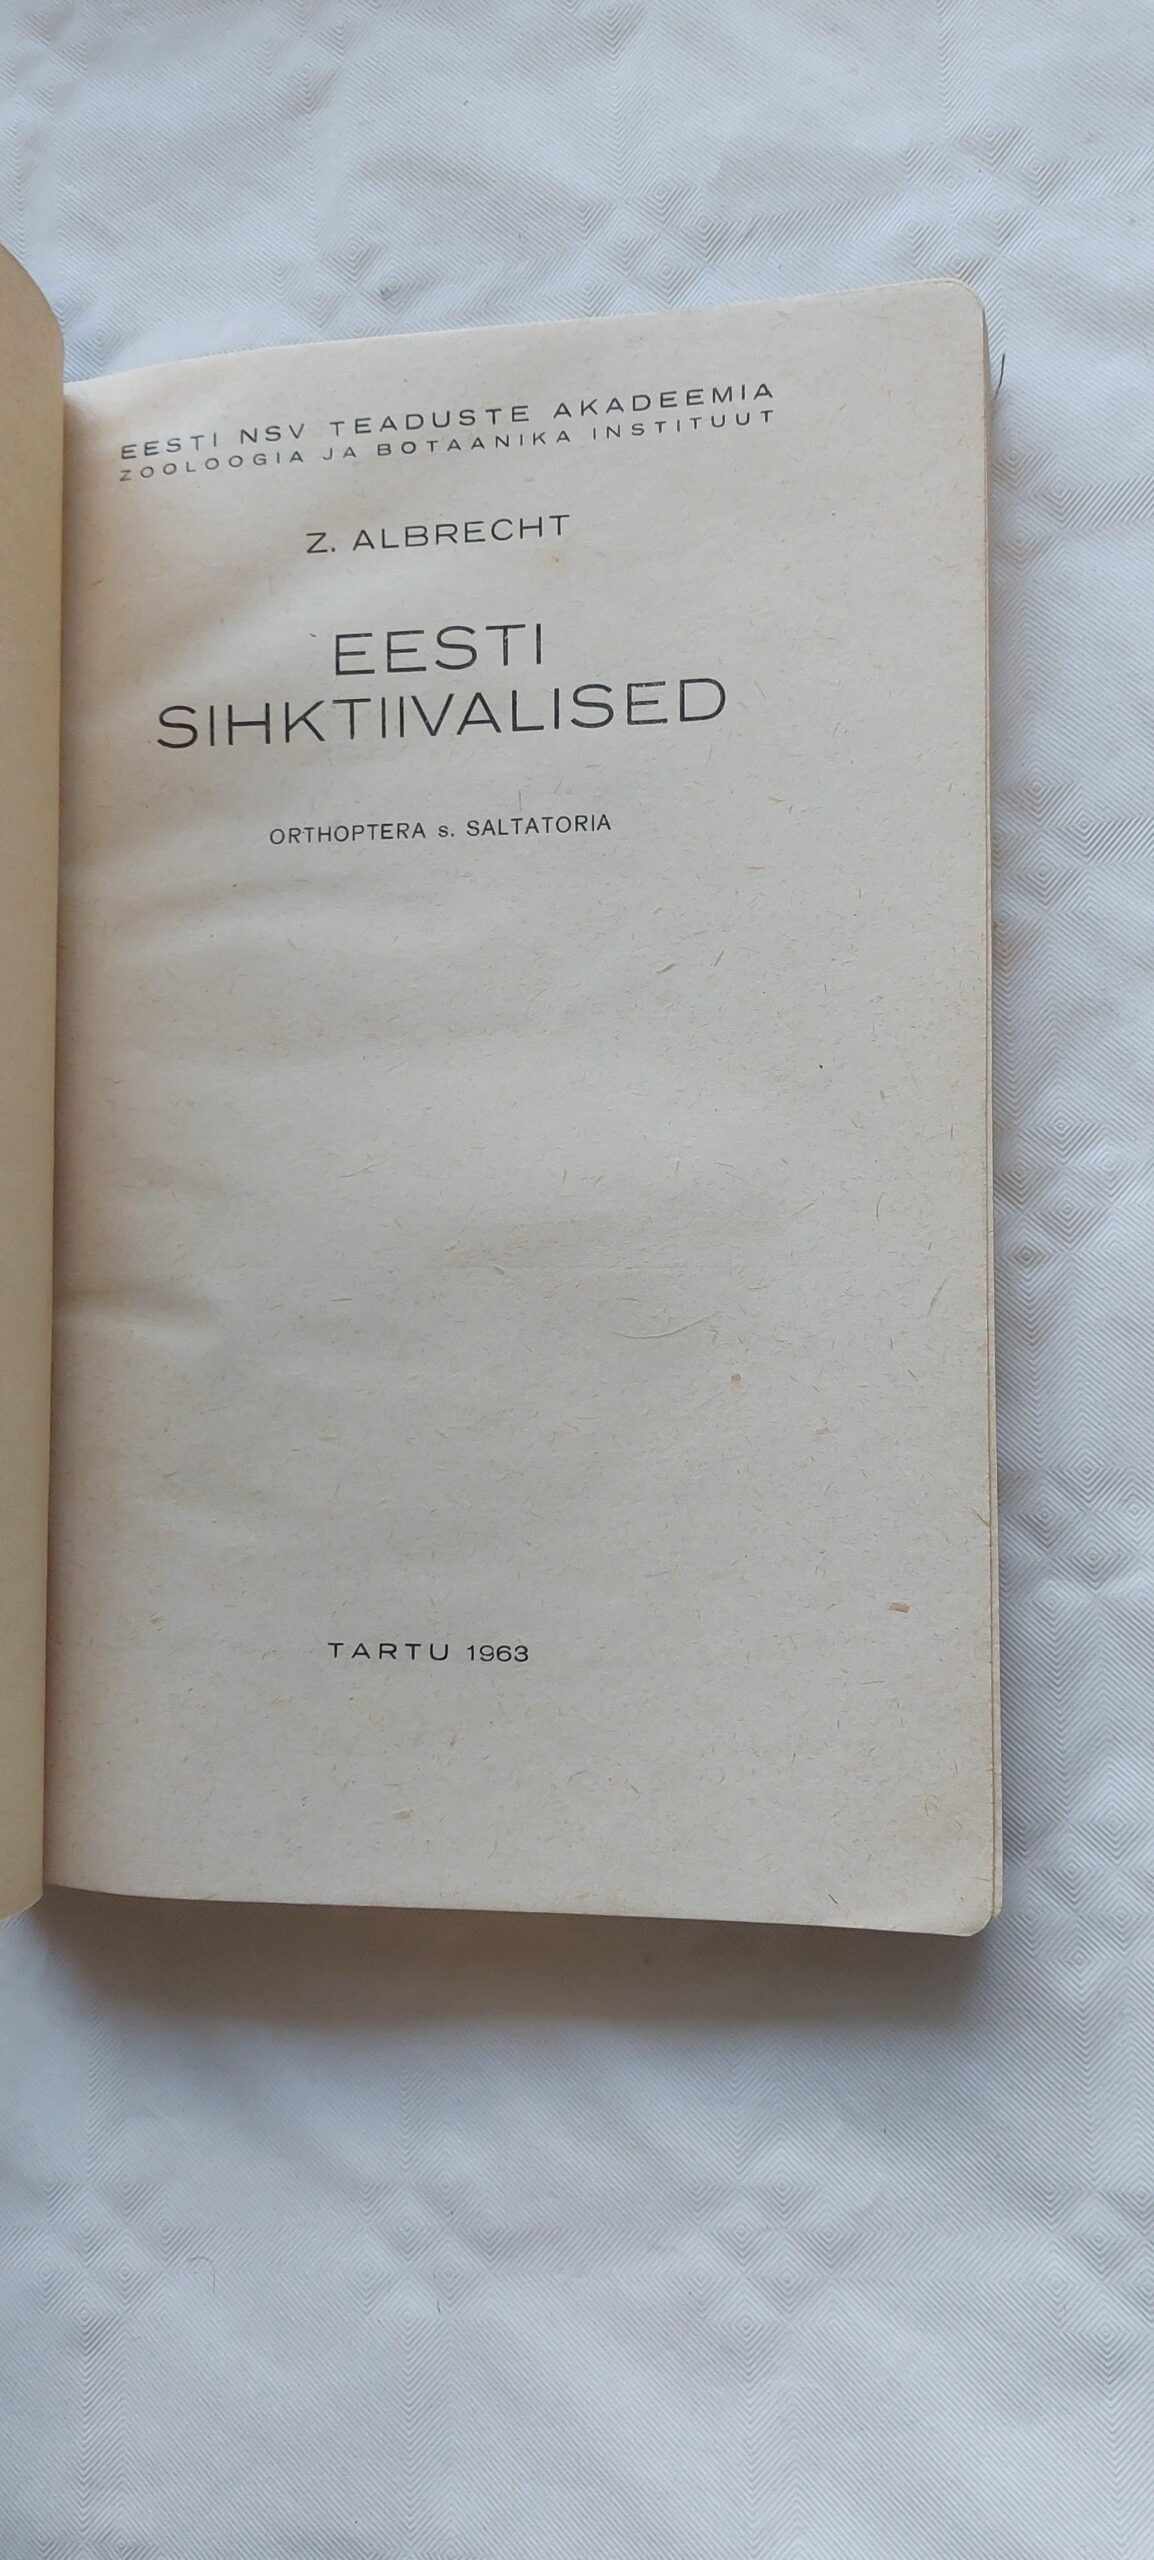 EESTI NSV TEADUSTE AKADEEMIA
ZOOLOOGIA JA BOTAANIKA INSTITUUT
Z. ALBRECHT
EESTI
SIHKTIIVALISED
ORTHOPTERA s. SALTATORIA
TARTU 1963